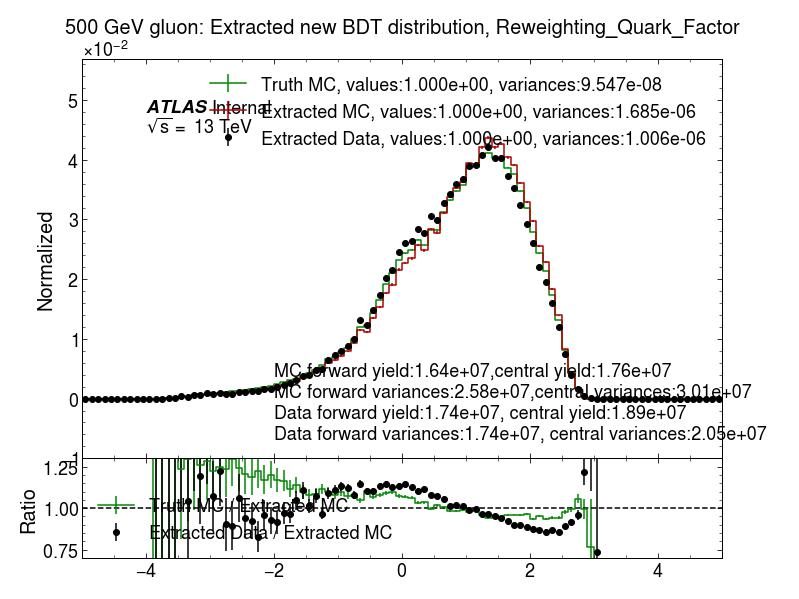 500 GeV gluon: Extracted new BDT distribution, Reweighting_Quark_Factor
×10⁻²
Truth MC, values:1.000e+00, variances:9.547e-08
ATLAS Internal
Extracted MC, values:1.000e+00, variances:1.685e-06
√s = 13 TeV
Extracted Data, values:1.000e+00, variances:1.006e-06
5
4
3
2
1
0
Normalized
MC forward yield:1.64e+07,central yield:1.76e+07
MC forward variances:2.58e+07,central variances:3.01e+07
Data forward yield:1.74e+07, central yield:1.89e+07
Data forward variances:1.74e+07, central variances:2.05e+07
1
1.25
1.00
0.75
Ratio
Truth MC / Extracted MC
Extracted Data / Extracted MC
−4 −2 0 2 4